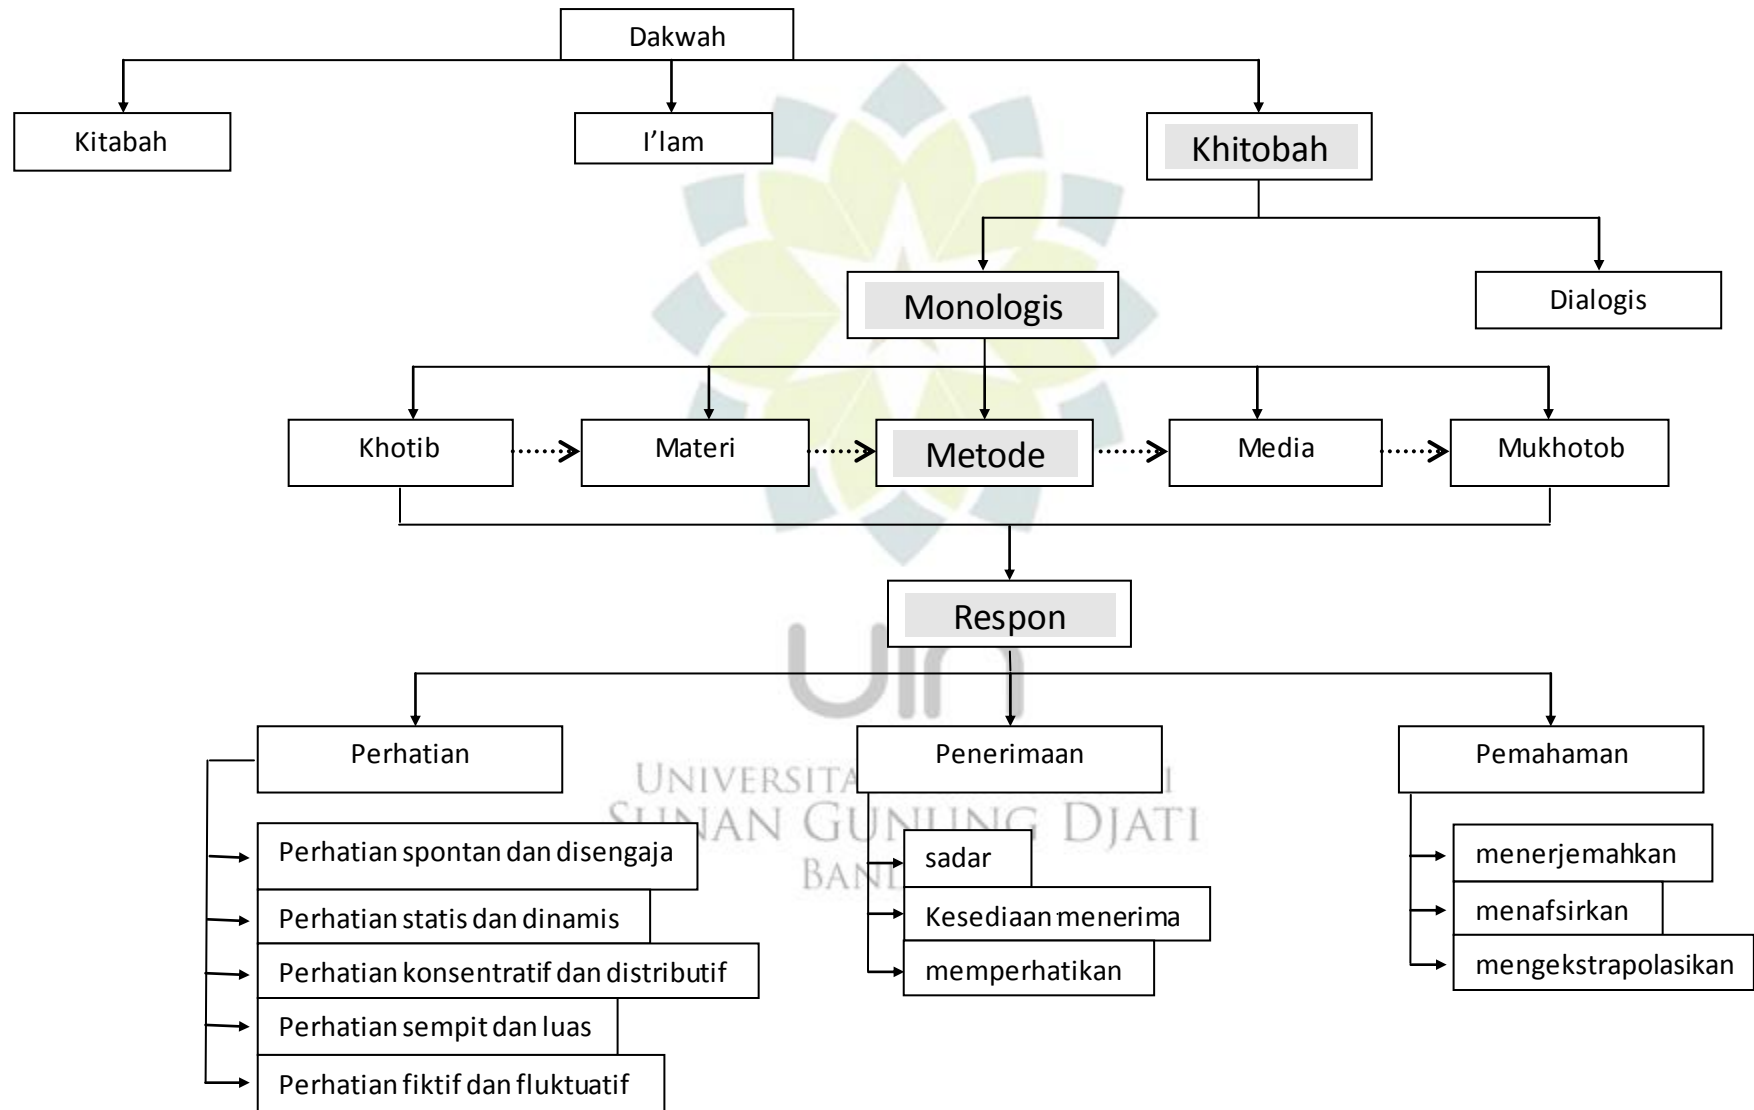 Dakwah
Kitabah
I’lam
Khitobah
Monologis
Dialogis
Khotib
Materi
Metode
Media
Mukhotob
Respon
uin
Perhatian
Penerimaan
Pemahaman
SUNAN GUNUNG DJATI
Perhatian spontan dan disengaja
Perhatian statis dan dinamis
Perhatian konsentratif dan distributif
Perhatian sempit dan luas
Perhatian fiktif dan fluktuatif
sadar
Kesediaan menerima
memperhatikan
menerjemahkan
menafsirkan
mengekstrapolasikan